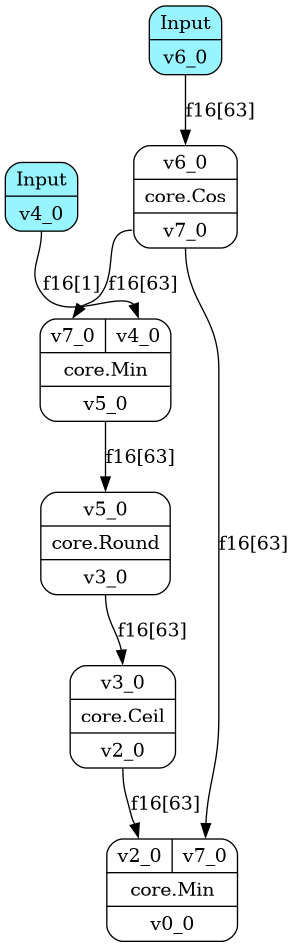 Input
v6_0
f16[63]
v6_0
core.Cos
v7_0
Input
v4_0
f16[1]
f16[63]
v7_0 v4_0
core.Min
v5_0
f16[63]
v5_0
core.Round
v3_0
f16[63]
f16[63]
v3_0
core.Ceil
v2_0
f16[63]
v2_0 v7_0
core.Min
v0_0